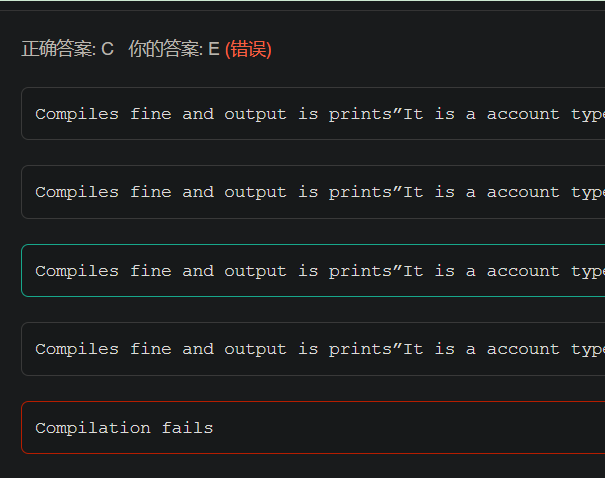 正确答案: C 你的答案: E (错误)
Compiles fine and output is prints”It is a account type
Compiles fine and output is prints”It is a account type
Compiles fine and output is prints”It is a account type
Compiles fine and output is prints”It is a account type
Compilation fails